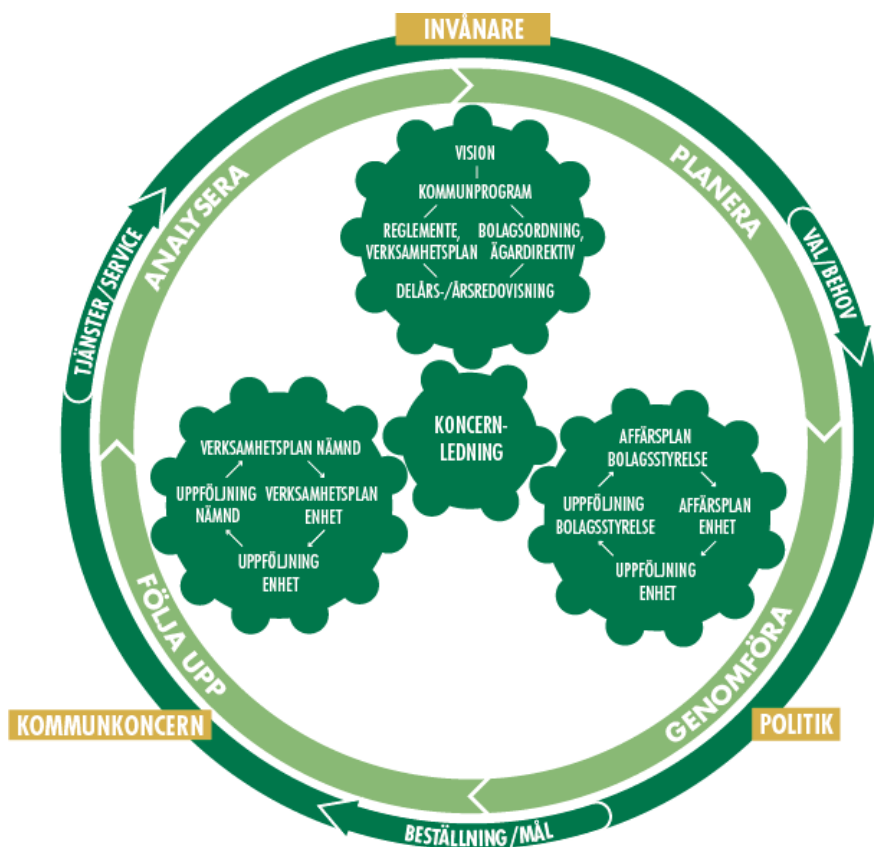 INVÅNARE
ANALYSERA
PLANERA
TJÄNSTER/SERVICE
VAL/BEHOV
VISION
KOMMUNPROGRAM
REGLEMENTE,
VERKSAMHETSPLAN
BOLAGSORDNING,
ÄGARDIREKTIV
DELÅRS-/ÅRSREDOVISNING
KONCERN-
LEDNING
VERKSAMHETSPLAN NÄMND
UPPFÖLJNING
NÄMND
VERKSAMHETSPLAN
ENHET
UPPFÖLJNING
ENHET
AFFÄRSPLAN
BOLAGSSTYRELSE
UPPFÖLJNING
BOLAGSSTYRELSE
AFFÄRSPLAN
ENHET
UPPFÖLJNING
ENHET
FÖLJA UPP
GENOMFÖRA
KOMMUNKONCERN
POLITIK
BESTÄLLNING/MÅL